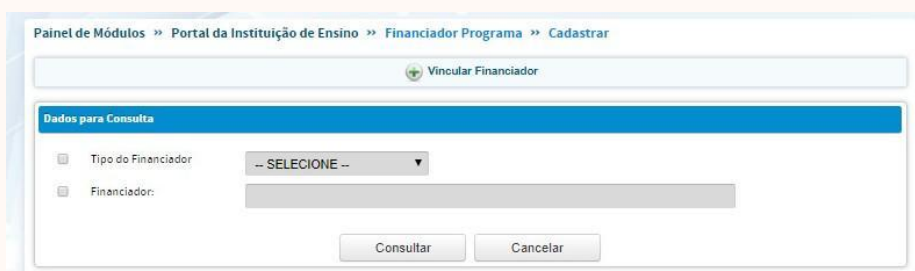 Painel de Módulos » Portal da Instituição de Ensino » Financiador Programa » Cadastrar
Vincular Financiador
Dados para Consulta
Tipo do Financiador -- SELECIONE --
Financiador:
Consultar Cancelar